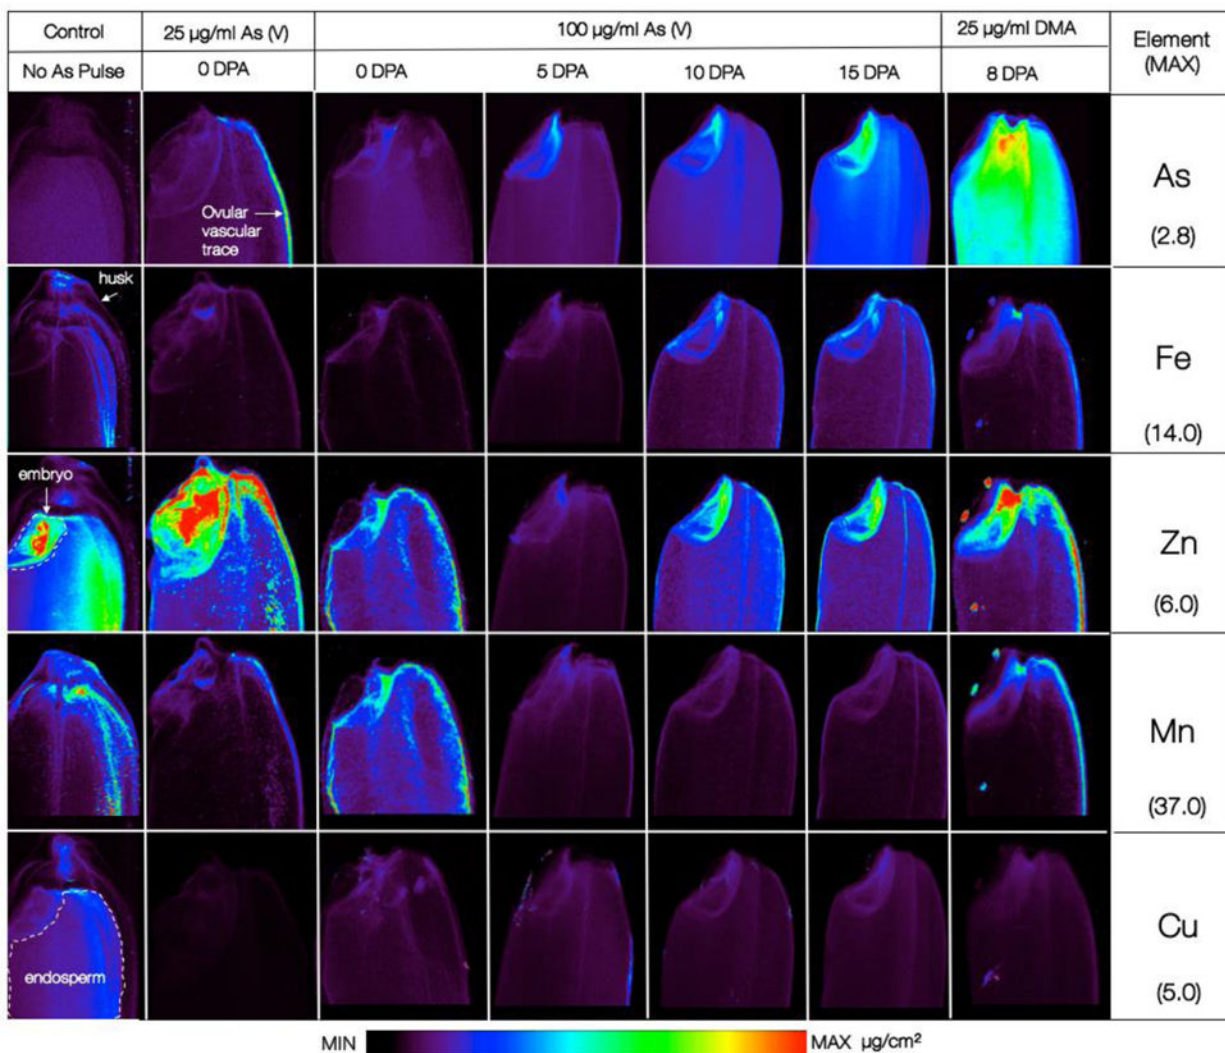 Control
25 µg/ml As (V)
100 µg/ml As (V)
25 µg/ml DMA
Element
(MAX)
No As Pulse
0 DPA
0 DPA
5 DPA
10 DPA
15 DPA
8 DPA
Ovular
vascular
trace
As
(2.8)
husk
Fe
(14.0)
embryo
Zn
(6.0)
Mn
(37.0)
endosperm
Cu
(5.0)
MIN
MAX µg/cm²